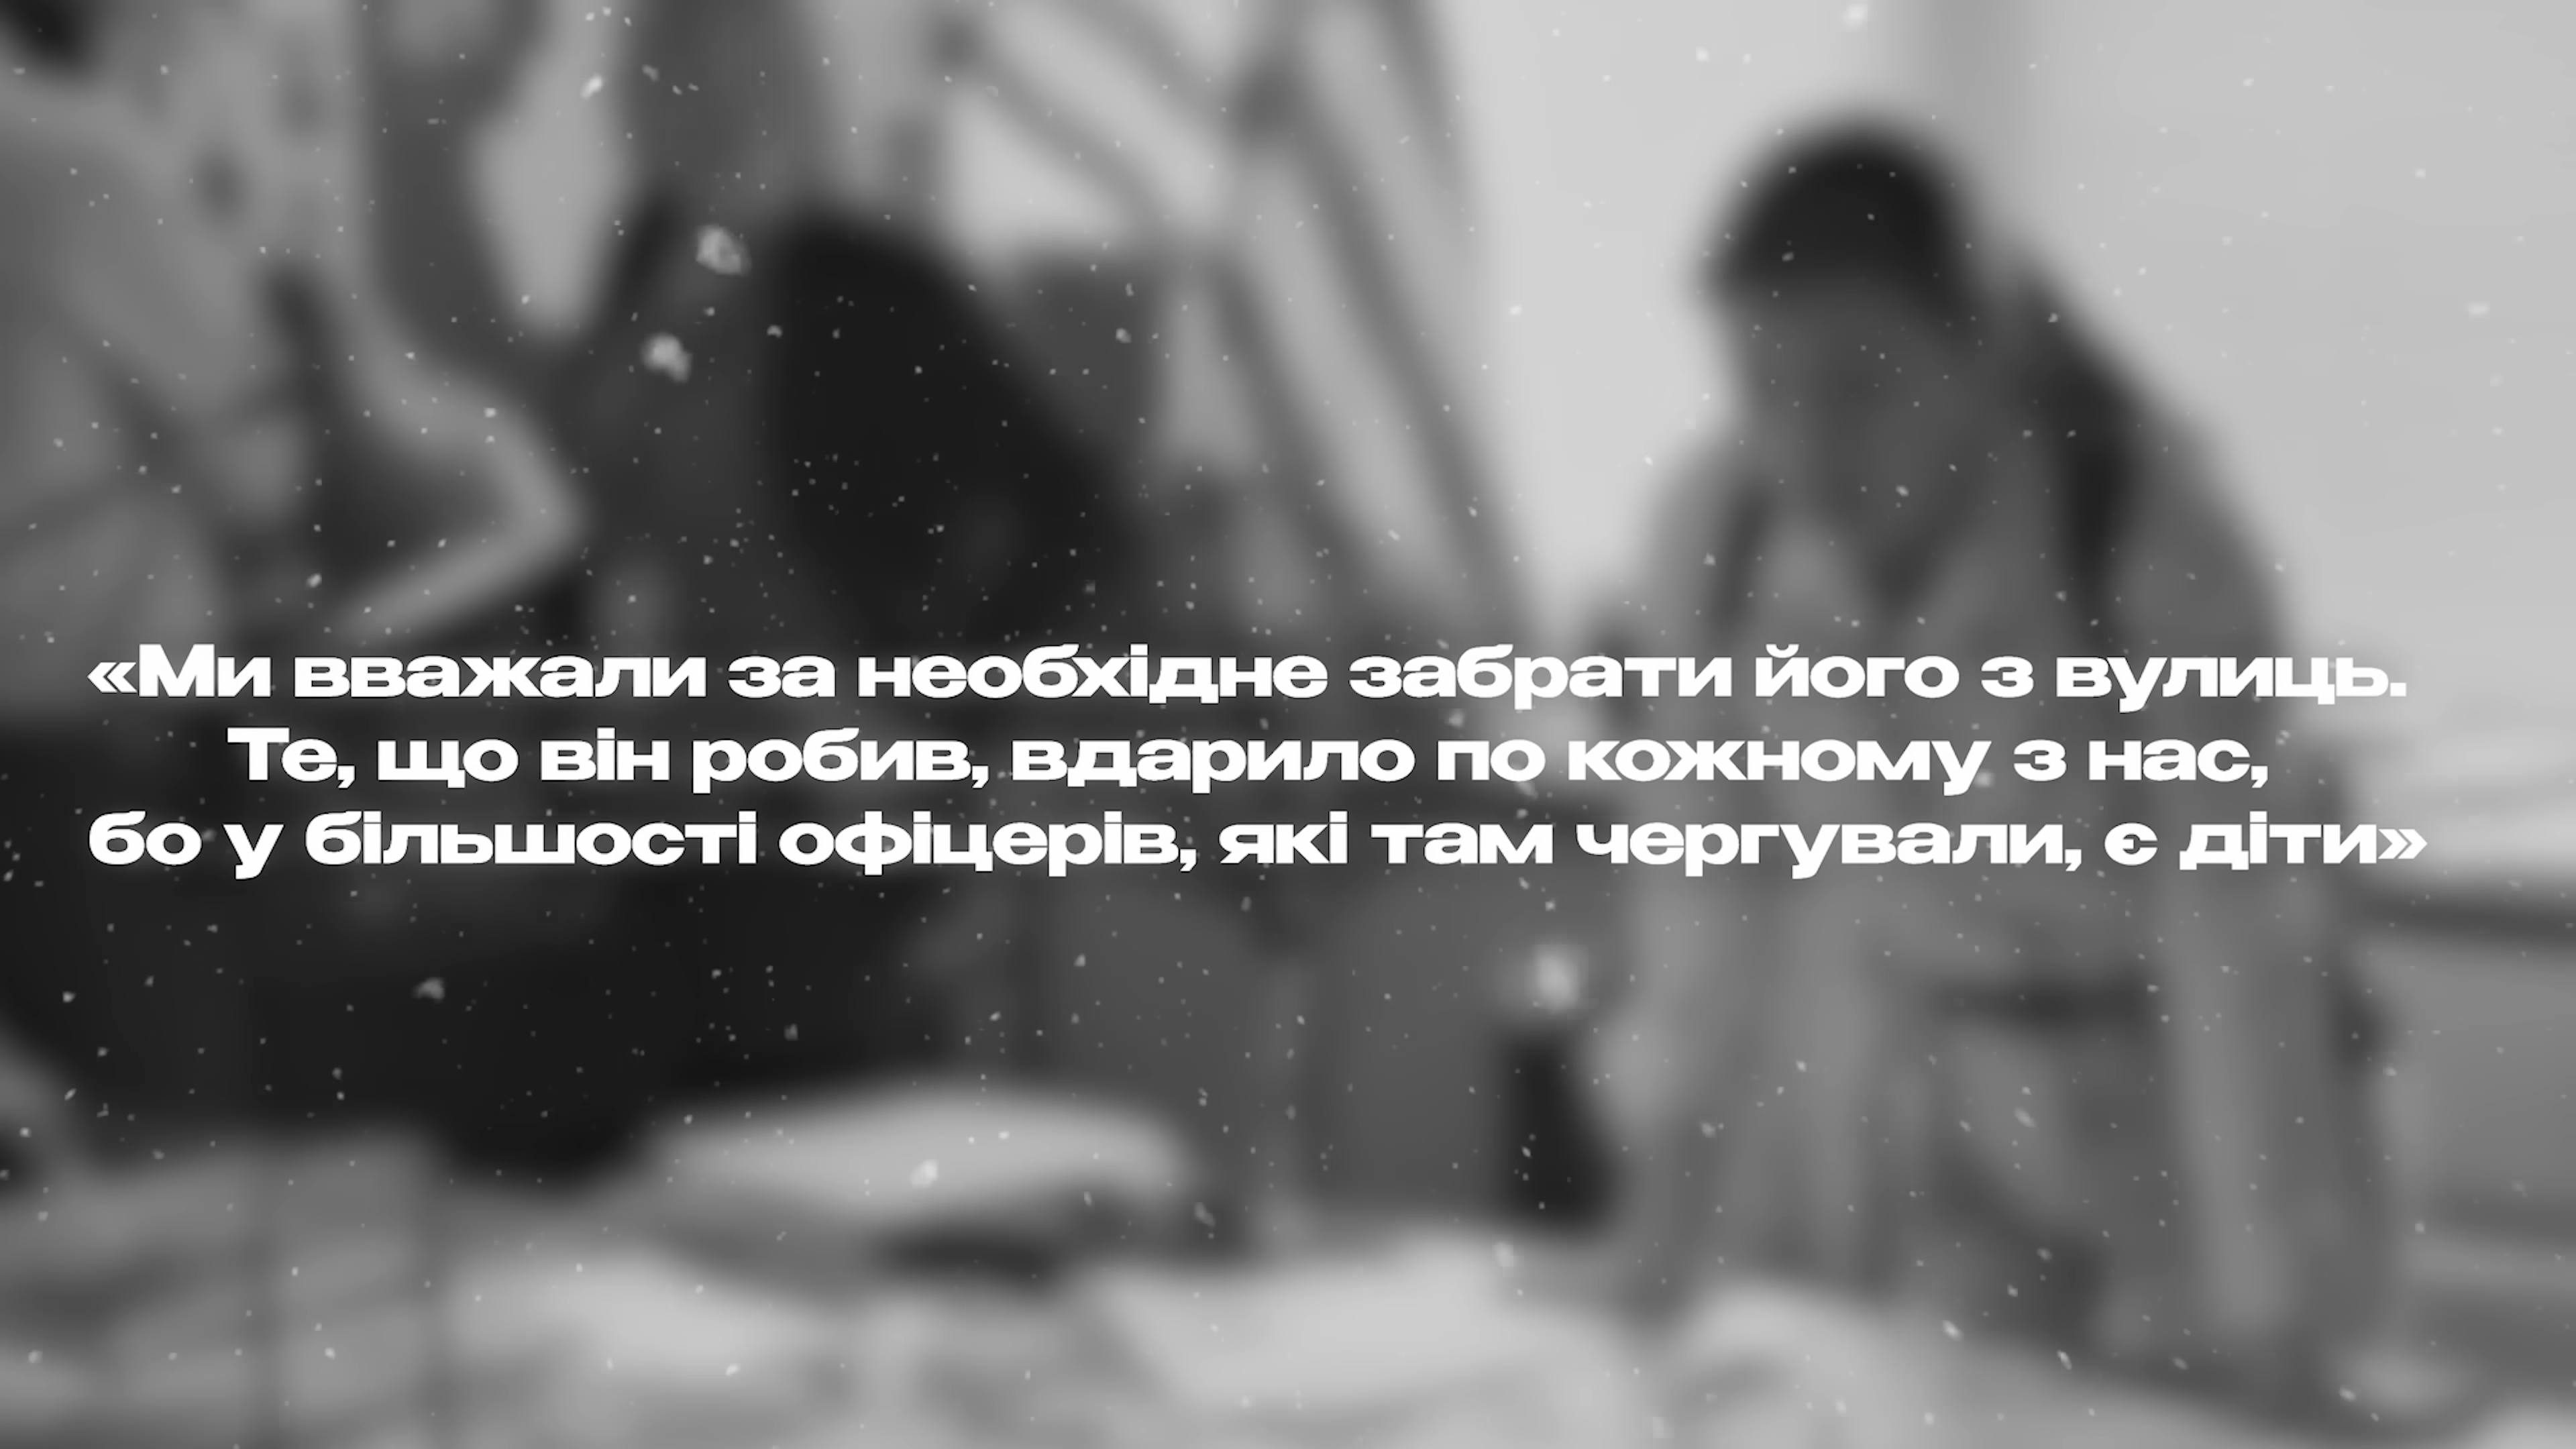 «Ми вважали за необхідне забрати його з вулиць.
Те, що він робив, вдарило по кожному з нас,
бо у більшості офіцерів, які там чергували, є діти»